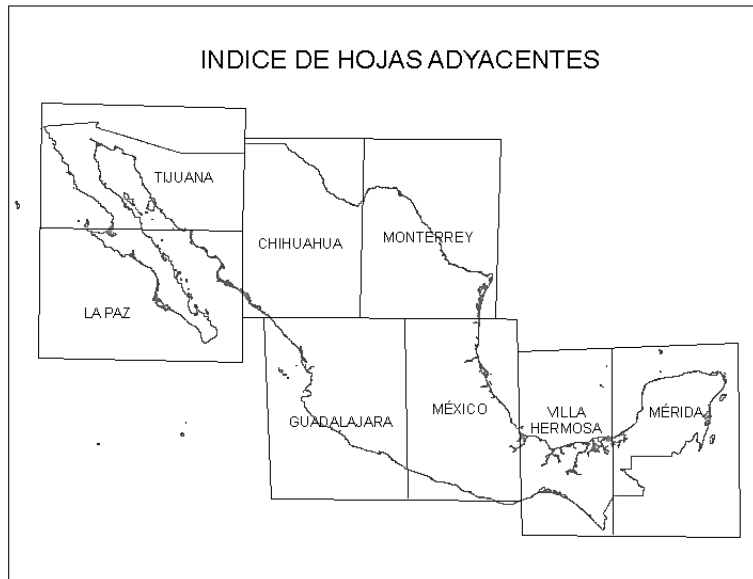 INDICE DE HOJAS ADYACENTES
TIJUANA
CHIHUAHUA
MONTERREY
LA PAZ
GUADALAJARA
MÉXICO
VILLA
HERMOSA
MÉRIDA